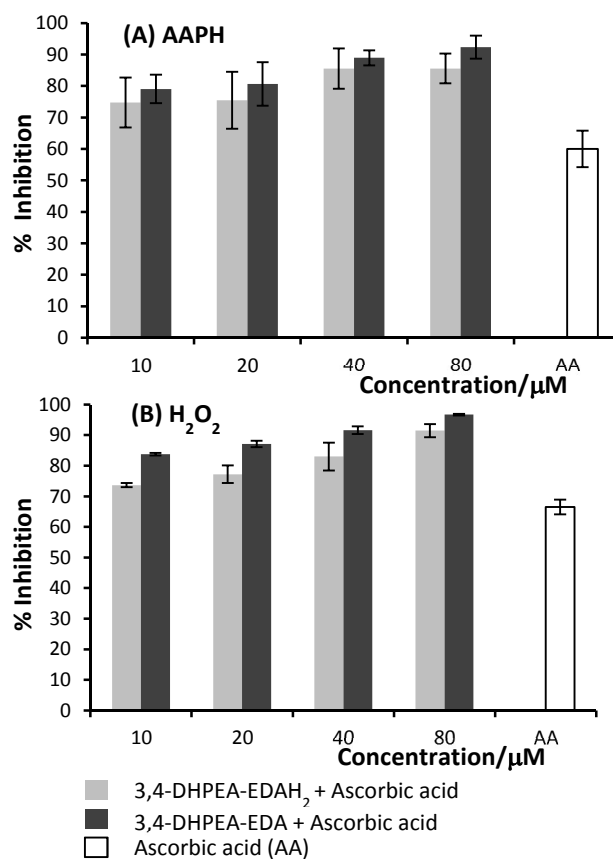 (A) AAPH
% Inhibition
100
90
80
70
60
50
40
30
20
10
0
10 20 40 80 AA
Concentration/μM
(B) H₂O₂
% Inhibition
100
90
80
70
60
50
40
30
20
10
0
10 20 40 80 AA
Concentration/μM
3,4-DHPEA-EDAH₂ + Ascorbic acid
3,4-DHPEA-EDA + Ascorbic acid
Ascorbic acid (AA)